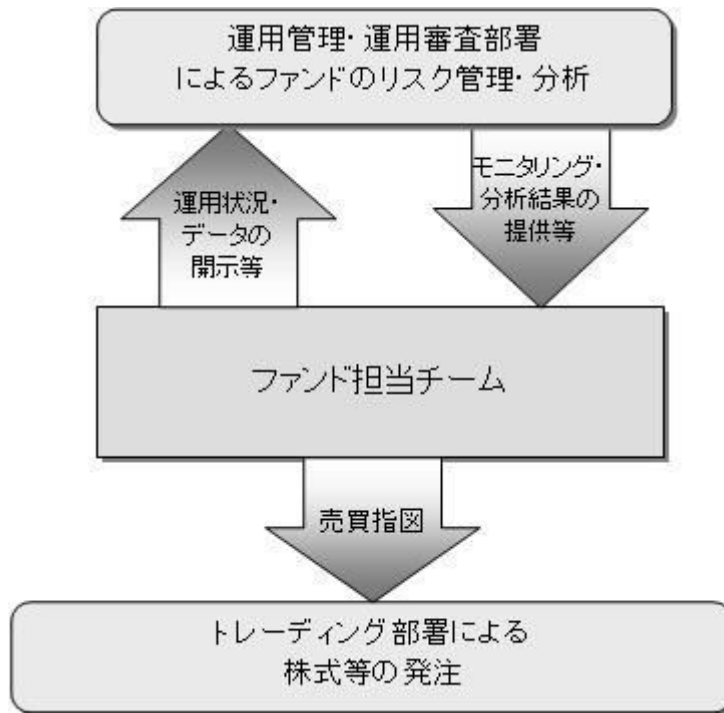 運用管理・運用審査部署
によるファンドのリスク管理・分析
運用状況・
データの
開示等
モニタリング・
分析結果の
提供等
ファンド担当チーム
売買指図
トレーディング部署による
株式等の発注